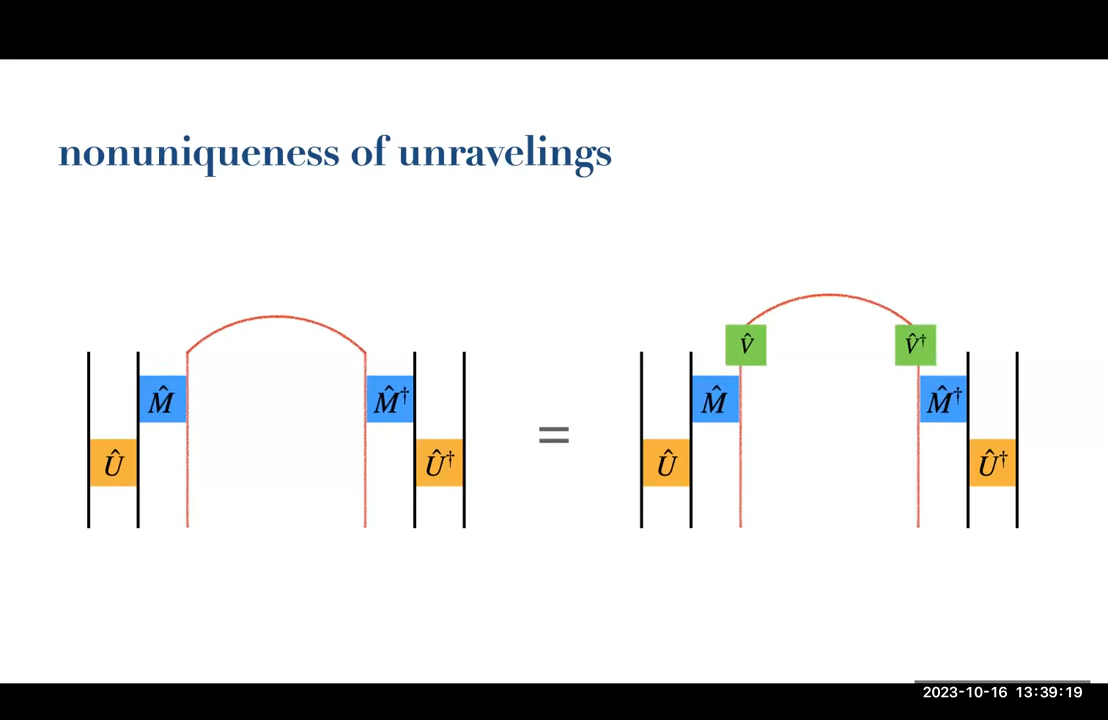 nonuniqueness of unravelings
V̂ V̂†
M̂ M̂† = M̂ M̂†
Û Û† Û Û†
2023-10-16 13:39:19